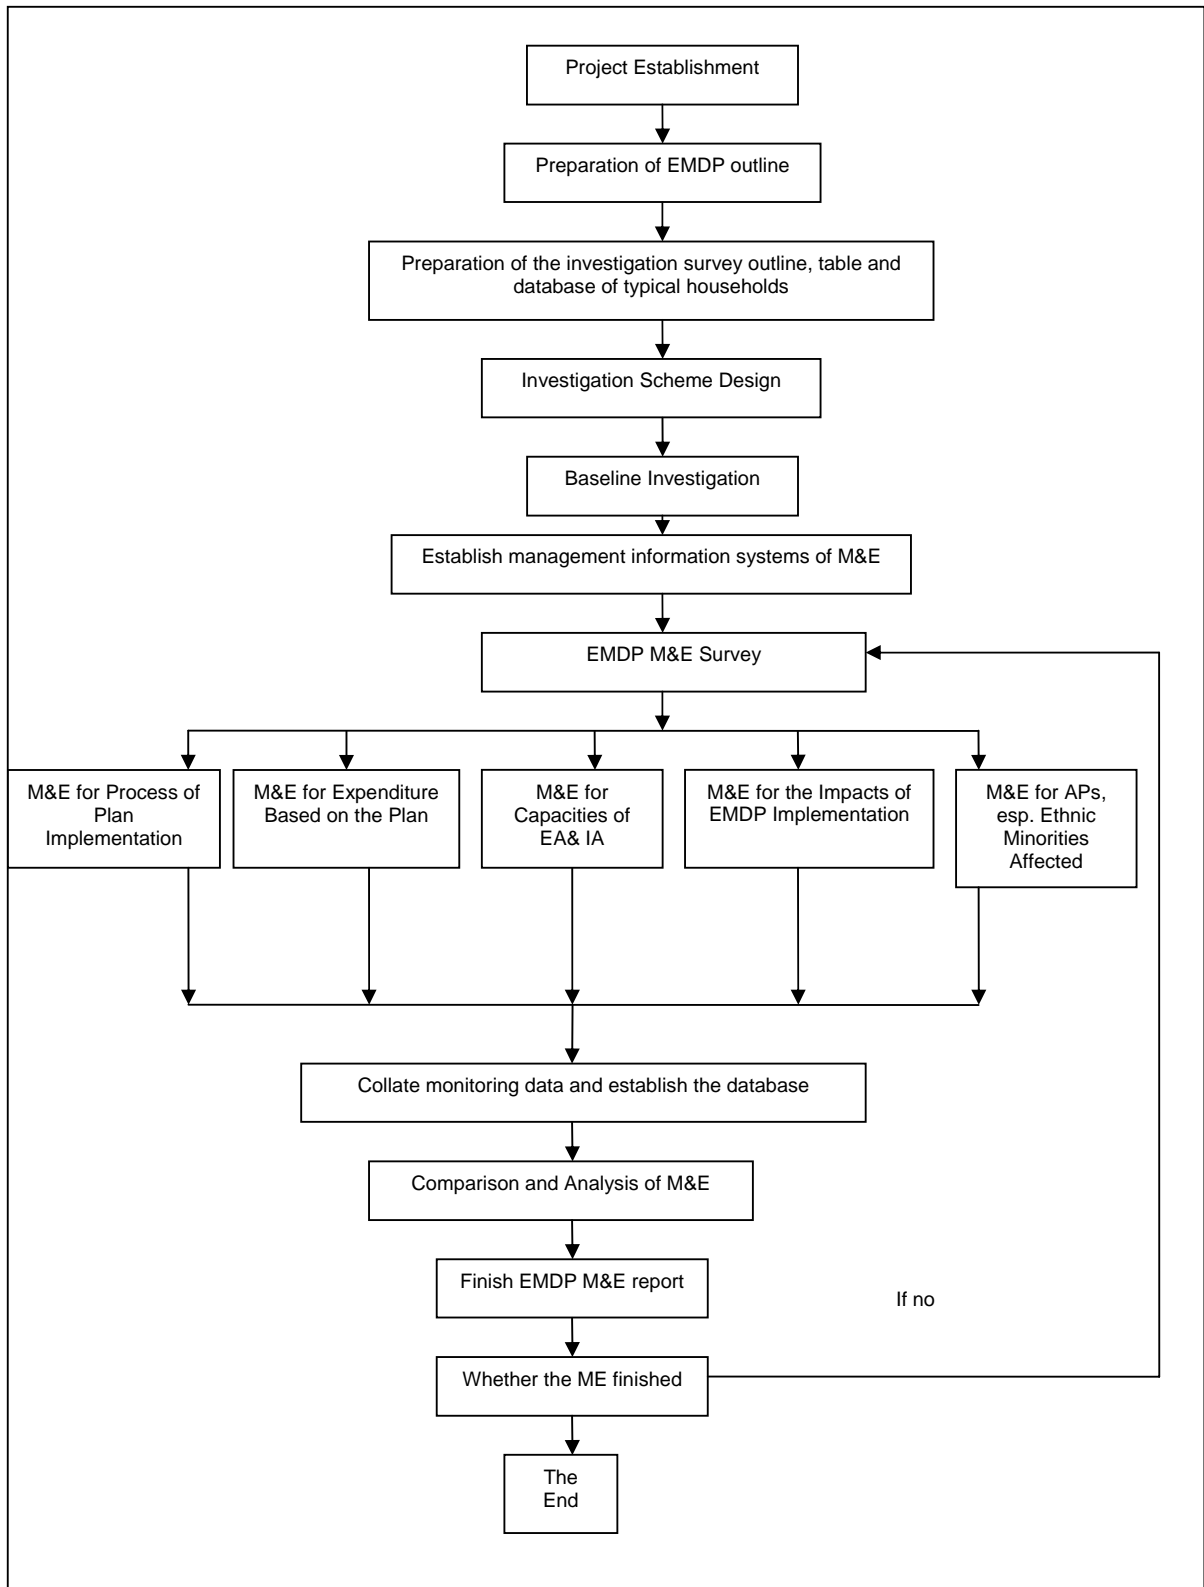 Project Establishment
Preparation of EMDP outline
Preparation of the investigation survey outline, table and
database of typical households
Investigation Scheme Design
Baseline Investigation
Establish management information systems of M&E
EMDP M&E Survey
M&E for Process of
Plan
Implementation
M&E for Expenditure
Based on the Plan
M&E for
Capacities of
EA& IA
M&E for the Impacts of
EMDP Implementation
M&E for APs,
esp. Ethnic
Minorities
Affected
Collate monitoring data and establish the database
Comparison and Analysis of M&E
Finish EMDP M&E report
If no
Whether the ME finished
The
End